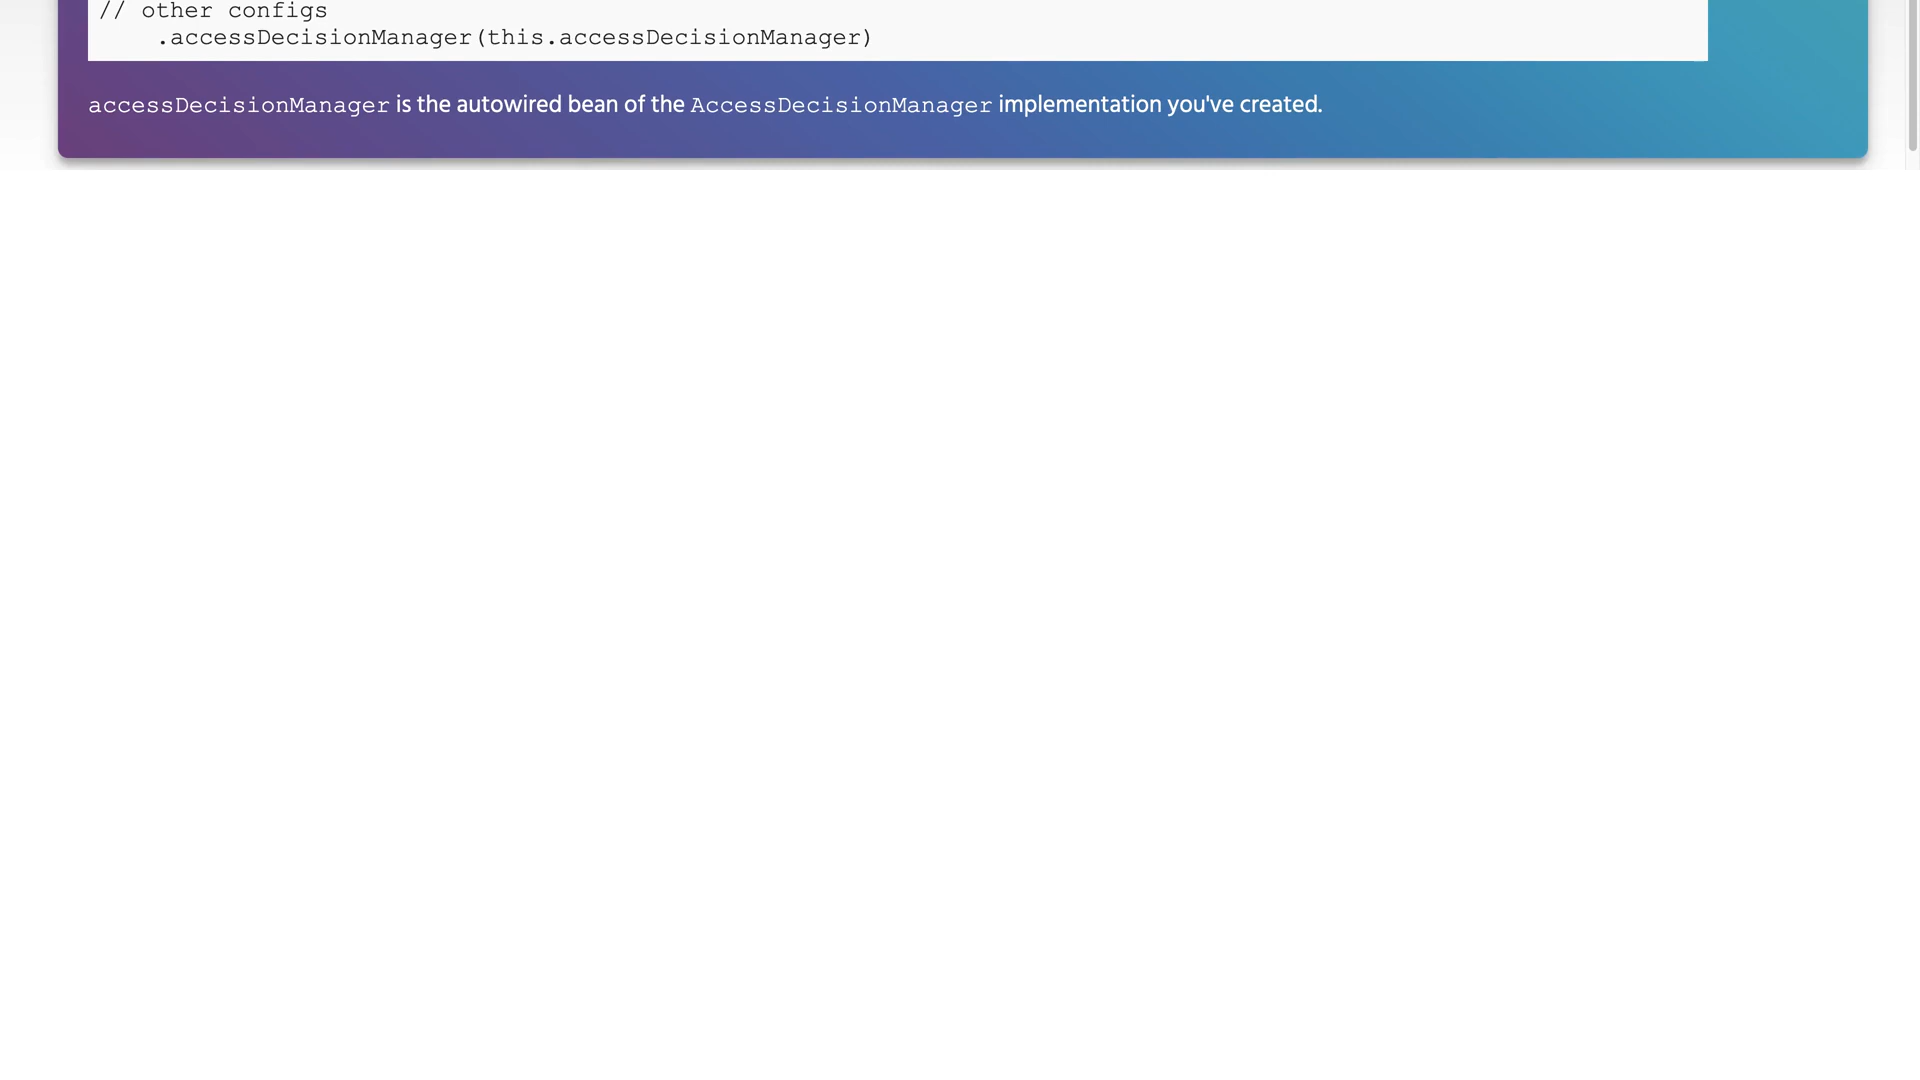 // other configs
.accessDecisionManager(this.accessDecisionManager)
accessDecisionManager is the autowired bean of the AccessDecisionManager implementation you've created.